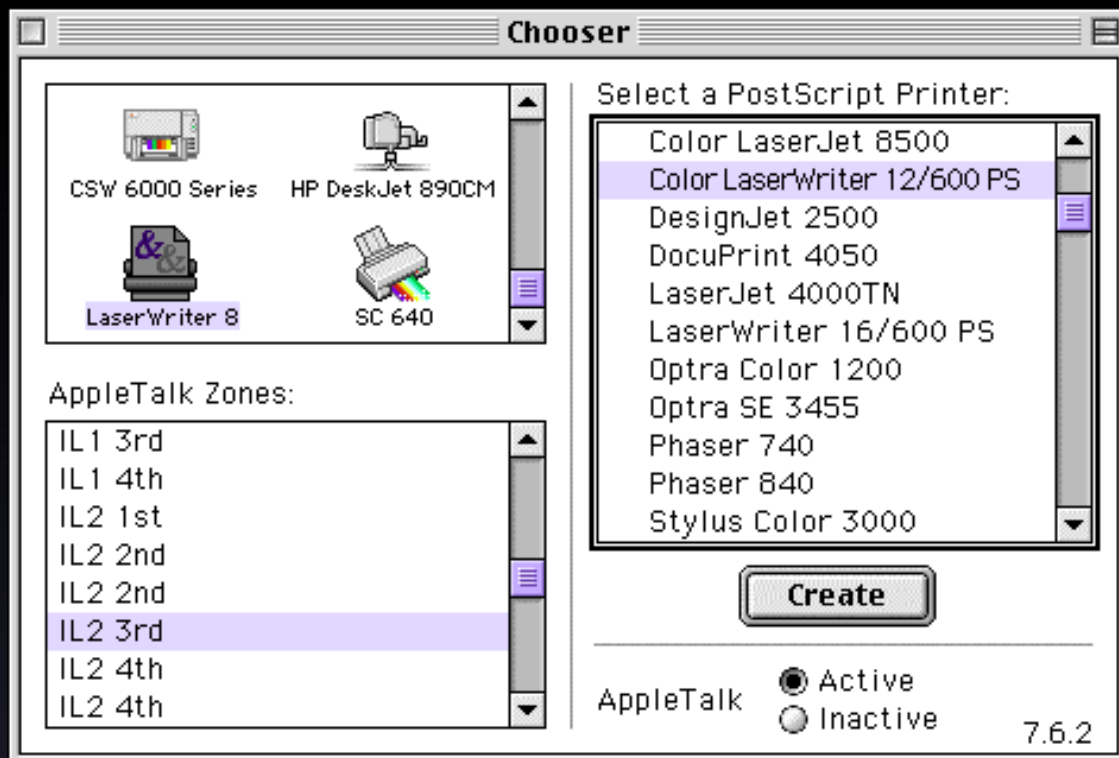 Chooser
CSW 6000 Series
HP DeskJet 890CM
LaserWriter 8
SC 640
AppleTalk Zones:
IL1 3rd
IL1 4th
IL2 1st
IL2 2nd
IL2 2nd
IL2 3rd
IL2 4th
IL2 4th
Select a PostScript Printer:
Color LaserJet 8500
Color LaserWriter 12/600 PS
DesignJet 2500
DocuPrint 4050
LaserJet 4000TN
LaserWriter 16/600 PS
Optra Color 1200
Optra SE 3455
Phaser 740
Phaser 840
Stylus Color 3000
Create
AppleTalk
Active
Inactive
7.6.2